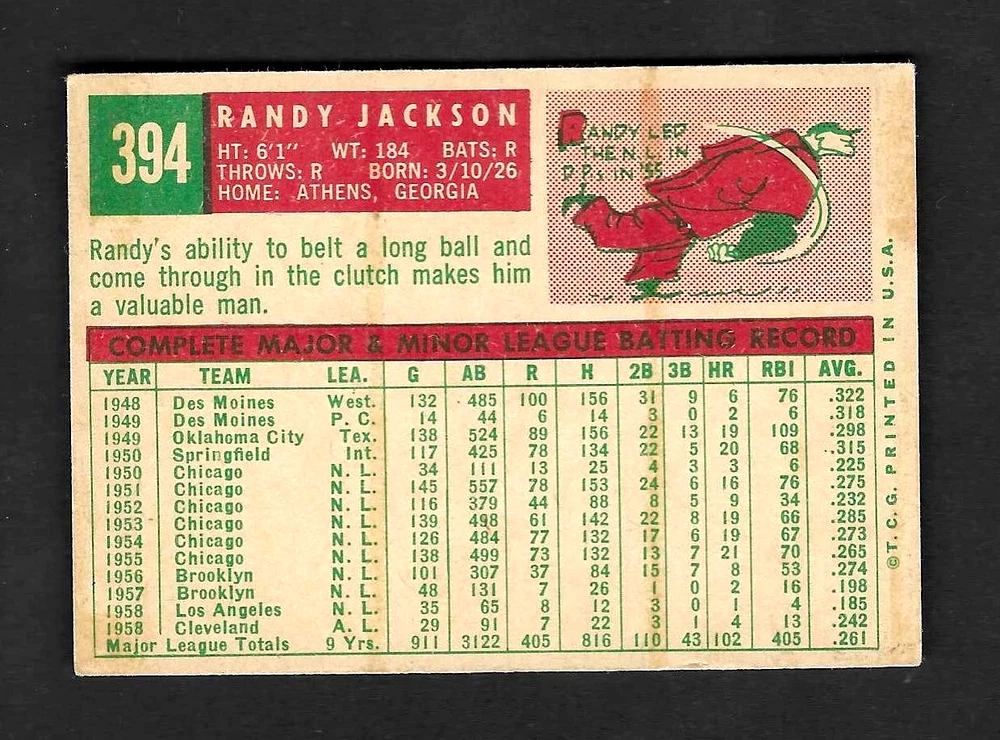 394
RANDY JACKSON
HT: 6'1" WT: 184 BATS: R
THROWS: R BORN: 3/10/26
HOME: ATHENS, GEORGIA
RANDY LED
THE N.L. IN
D.P.s IN '55
Randy's ability to belt a long ball and
come through in the clutch makes him
a valuable man.
COMPLETE MAJOR & MINOR LEAGUE BATTING RECORD
YEAR TEAM LEA. G AB R H 2B 3B HR RBI AVG.
1948 Des Moines West. 132 485 100 156 31 9 6 76 .322
1949 Des Moines P. C. 14 44 6 14 3 0 2 6 .318
1949 Oklahoma City Tex. 138 524 89 156 22 13 19 109 .298
1950 Springfield Int. 117 425 78 134 22 5 20 68 .315
1950 Chicago N. L. 34 111 13 25 4 3 3 6 .225
1951 Chicago N. L. 145 557 78 153 24 6 16 76 .275
1952 Chicago N. L. 116 379 44 88 8 5 9 34 .232
1953 Chicago N. L. 139 498 61 142 22 8 19 66 .285
1954 Chicago N. L. 126 484 77 132 17 6 19 67 .273
1955 Chicago N. L. 138 499 73 132 13 7 21 70 .265
1956 Brooklyn N. L. 101 307 37 84 15 7 8 53 .274
1957 Brooklyn N. L. 48 131 7 26 1 0 2 16 .198
1958 Los Angeles N. L. 35 65 8 12 3 0 1 4 .185
1958 Cleveland A. L. 29 91 7 22 3 1 4 13 .242
Major League Totals 9 Yrs. 911 3122 405 816 110 43 102 405 .261
©T. C. G. PRINTED IN U.S.A.